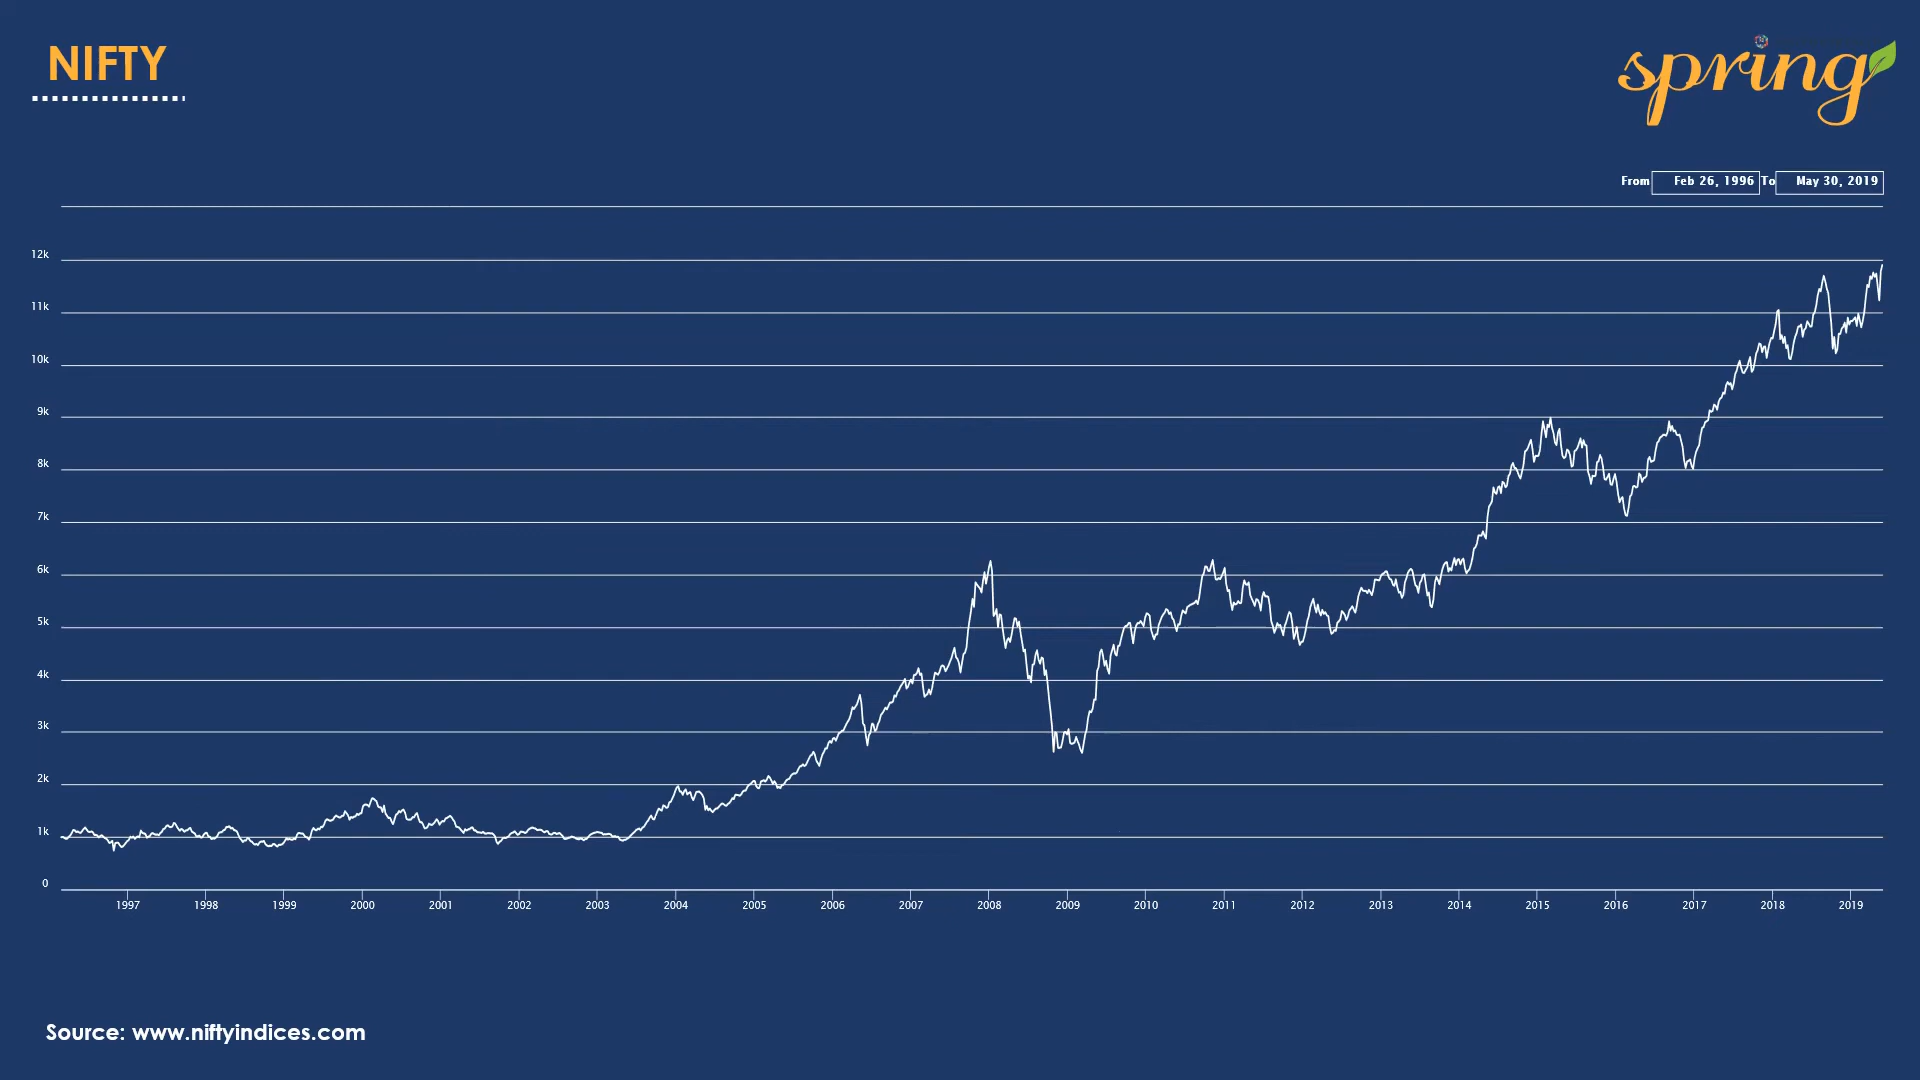 NIFTY
spring
From Feb 26, 1996 To May 30, 2019
12k
11k
10k
9k
8k
7k
6k
5k
4k
3k
2k
1k
0
1997 1998 1999 2000 2001 2002 2003 2004 2005 2006 2007 2008 2009 2010 2011 2012 2013 2014 2015 2016 2017 2018 2019
Source: www.niftyindices.com